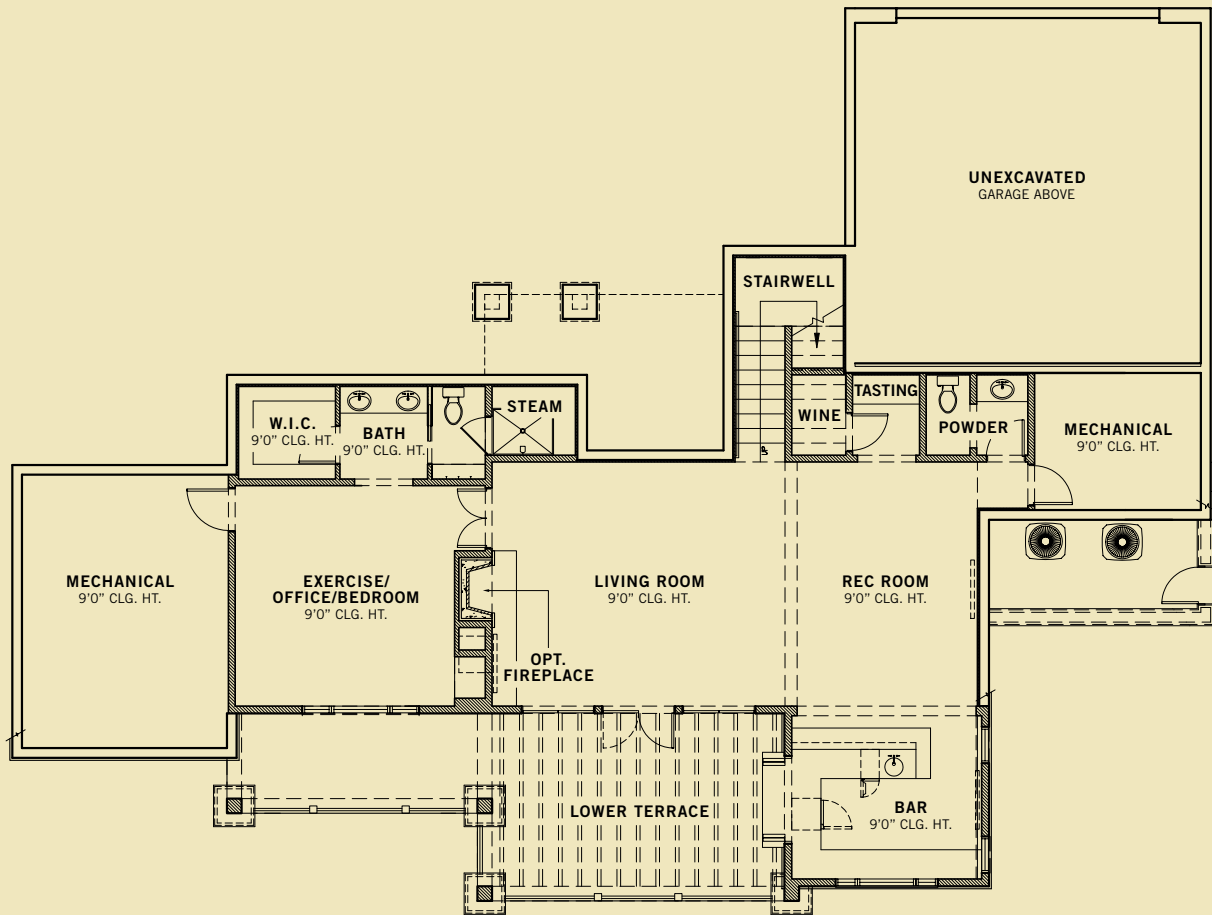 UNEXCAVATED
GARAGE ABOVE
STAIRWELL
W.I.C.
9'0" CLG. HT.
BATH
9'0" CLG. HT.
STEAM
WINE
TASTING
POWDER
MECHANICAL
9'0" CLG. HT.
UP
MECHANICAL
9'0" CLG. HT.
EXERCISE/
OFFICE/BEDROOM
9'0" CLG. HT.
LIVING ROOM
9'0" CLG. HT.
REC ROOM
9'0" CLG. HT.
OPT.
FIREPLACE
LOWER TERRACE
BAR
9'0" CLG. HT.